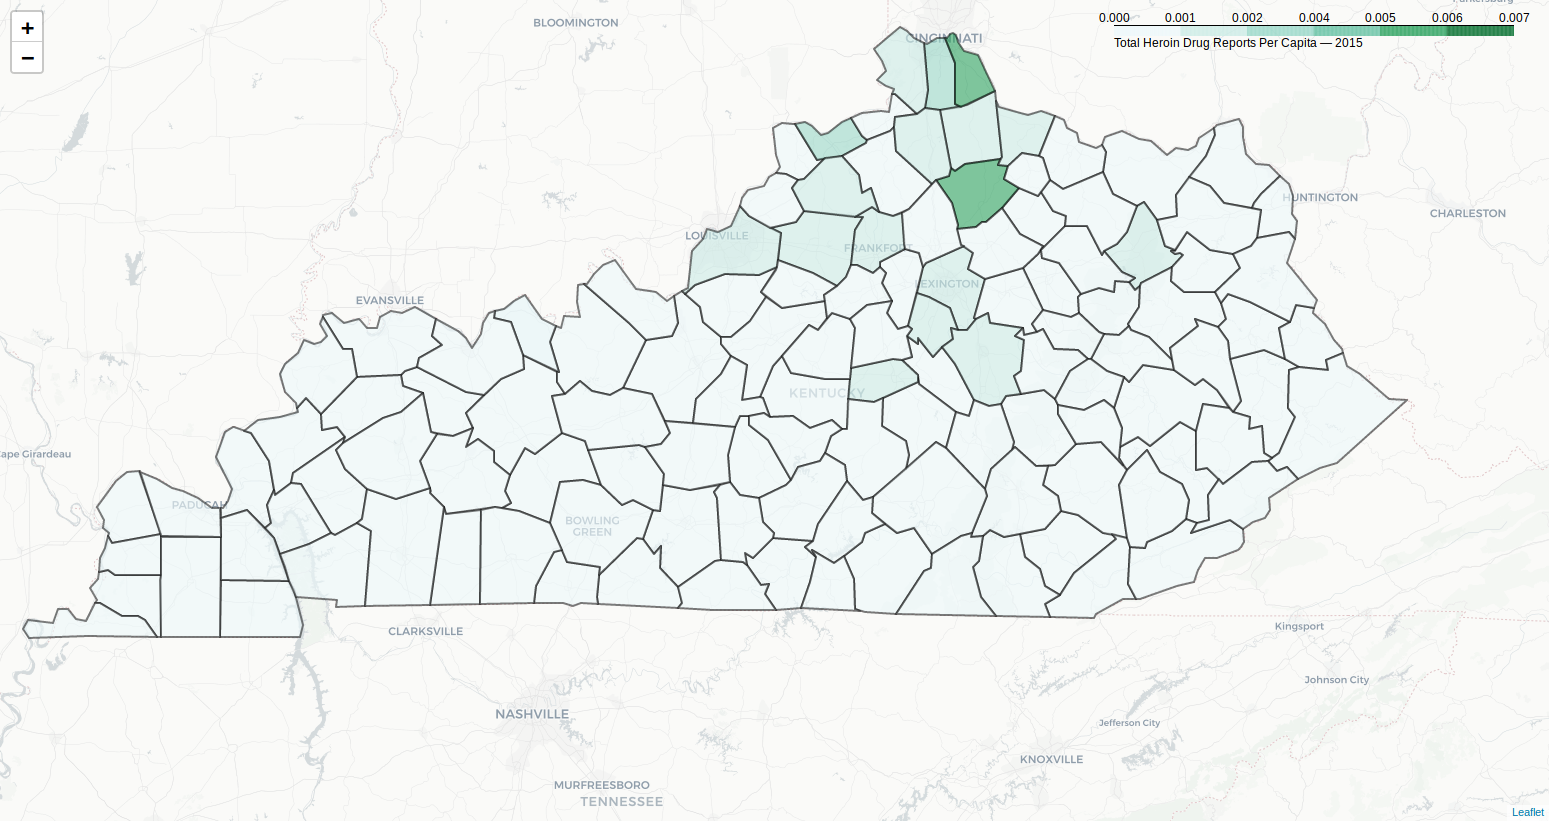 +
−
0.000 0.001 0.002 0.004 0.005 0.006 0.007
Total Heroin Drug Reports Per Capita — 2015
BLOOMINGTON
CINCINNATI
HUNTINGTON
CHARLESTON
LOUISVILLE
FRANKFORT
LEXINGTON
EVANSVILLE
KENTUCKY
Cape Girardeau
PADUCAH
BOWLING
GREEN
CLARKSVILLE
Kingsport
Johnson City
NASHVILLE
Jefferson City
KNOXVILLE
MURFREESBORO
TENNESSEE
Leaflet